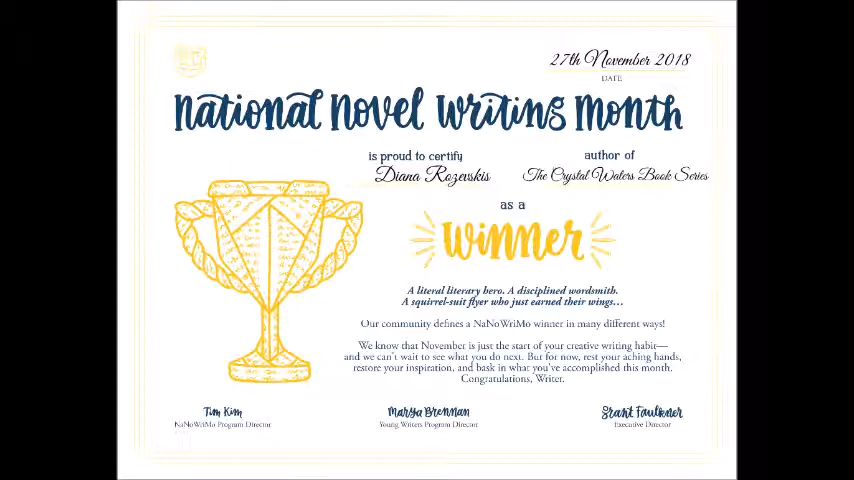 27th November 2018
DATE
National Novel Writing Month
is proud to certify
author of
Diana Rozevskis
The Crystal Waters Book Series
as a
winner
A literal literary hero. A disciplined wordsmith.
A squirrel-suit flyer who just earned their wings…
Our community defines a NaNoWriMo winner in many different ways!
We know that November is just the start of your creative writing habit—
and we can't wait to see what you do next. But for now, rest your aching hands,
restore your inspiration, and bask in what you've accomplished this month.
Congratulations, Writer.
Tim Kim
Marya Brennan
Grant Faulkner
NaNoWriMo Program Director
Young Writers Program Director
Executive Director